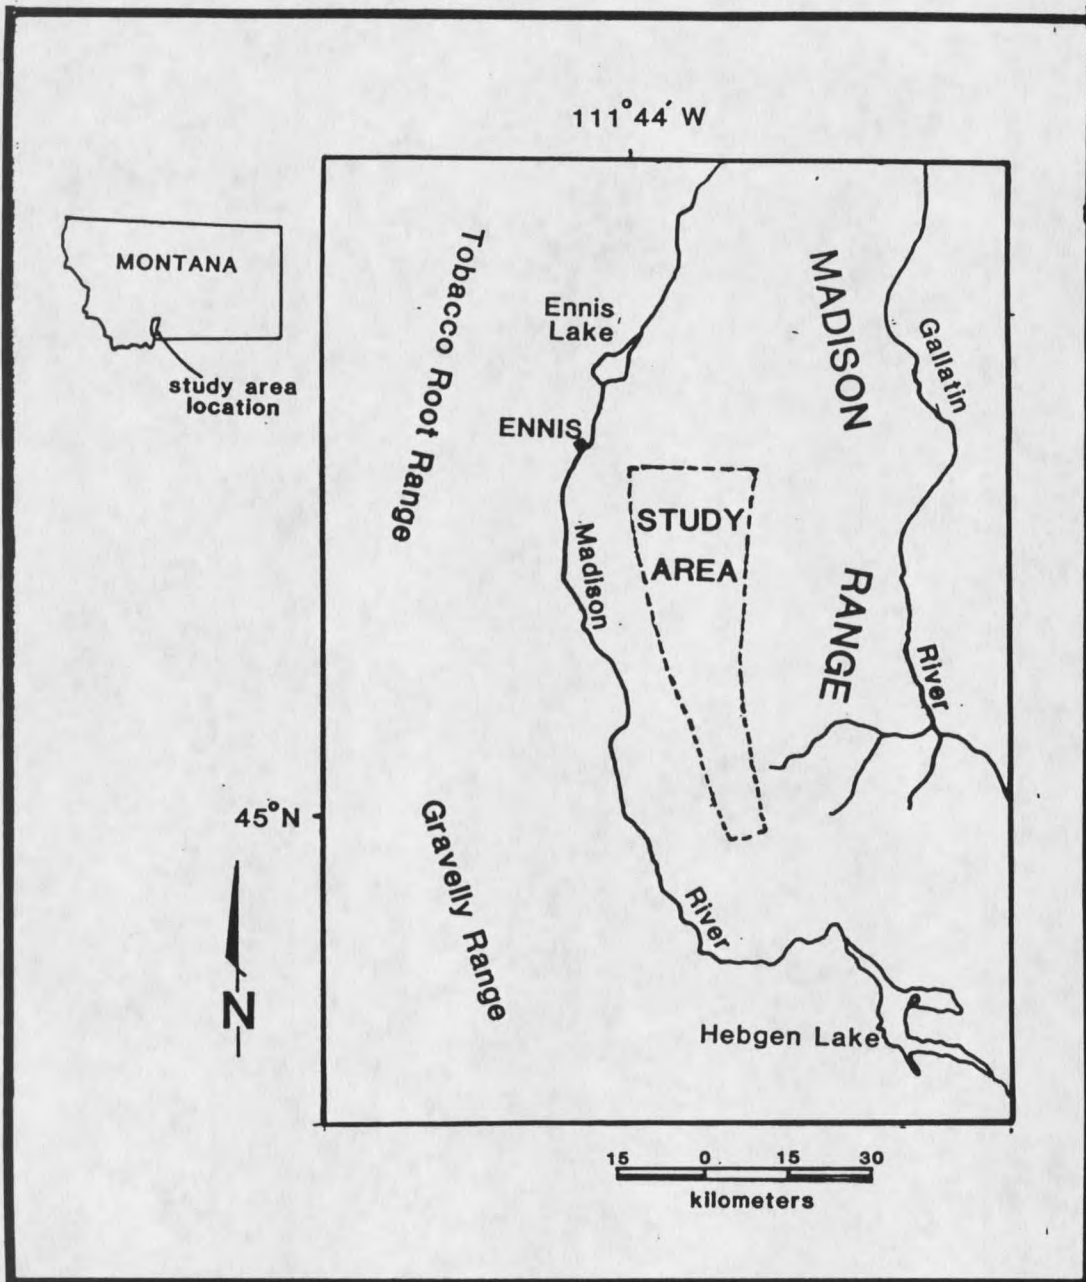 111°44′ W
MONTANA
study area
location
Tobacco Root Range
Ennis
Lake
ENNIS
MADISON
RANGE
Gallatin
River
STUDY
AREA
Madison
River
45°N
Gravelly Range
N
Hebgen Lake
15 0 15 30
kilometers